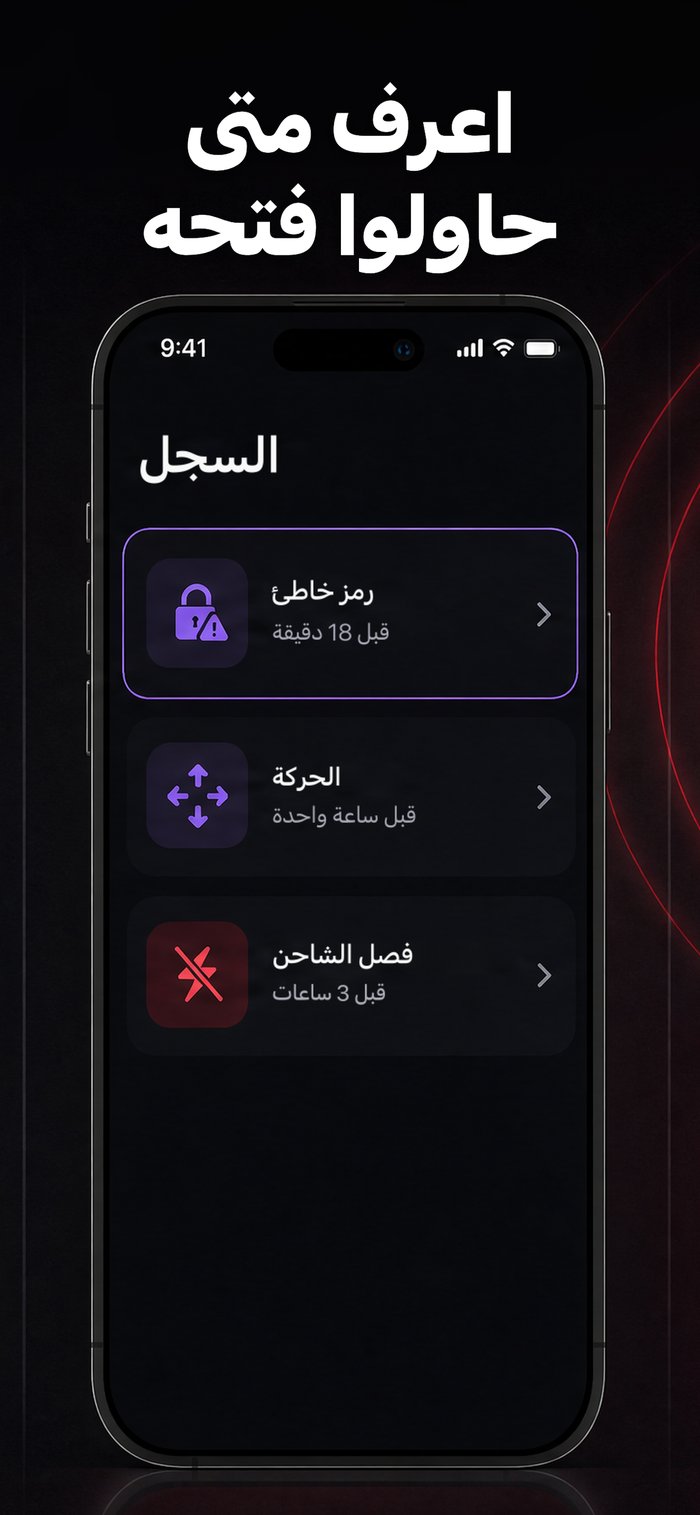 اعرف متى
حاولوا فتحه
9:41
السجل
رمز خاطئ
قبل 18 دقيقة
الحركة
قبل ساعة واحدة
فصل الشاحن
قبل 3 ساعات